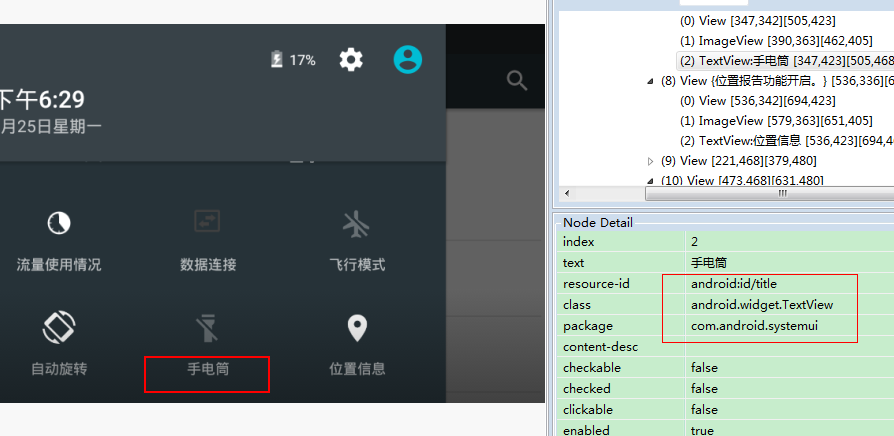 17%
下午6:29
月25日星期一
流量使用情况
数据连接
飞行模式
自动旋转
手电筒
位置信息
(0) View [347,342][505,423]
(1) ImageView [390,363][462,405]
(2) TextView:手电筒 [347,423][505,468
(8) View {位置报告功能开启。} [536,336][6
(0) View [536,342][694,423]
(1) ImageView [579,363][651,405]
(2) TextView:位置信息 [536,423][694,4
(9) View [221,468][379,480]
(10) View [473,468][631,480]
Node Detail
index 2
text 手电筒
resource-id android:id/title
class android.widget.TextView
package com.android.systemui
content-desc
checkable false
checked false
clickable false
enabled true